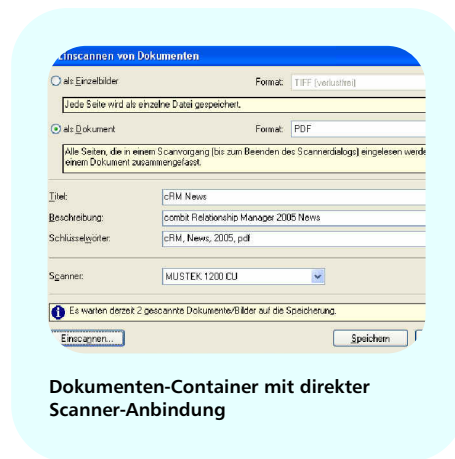 Einscannen von Dokumenten
als Einzelbilder Format: TIFF (verlustfrei)
Jede Seite wird als einzelne Datei gespeichert.
als Dokument Format: PDF
Alle Seiten, die in einem Scanvorgang (bis zum Beenden des Scannerdialogs) eingelesen werde
einem Dokument zusammengefasst.
Titel: cRM News
Beschreibung: combit Relationship Manager 2005 News
Schlüsselwörter: cRM, News, 2005, pdf
Scanner: MUSTEK 1200 CU
Es warten derzeit 2 gescannte Dokumente/Bilder auf die Speicherung.
Einscannen... Speichern
Dokumenten-Container mit direkter
Scanner-Anbindung